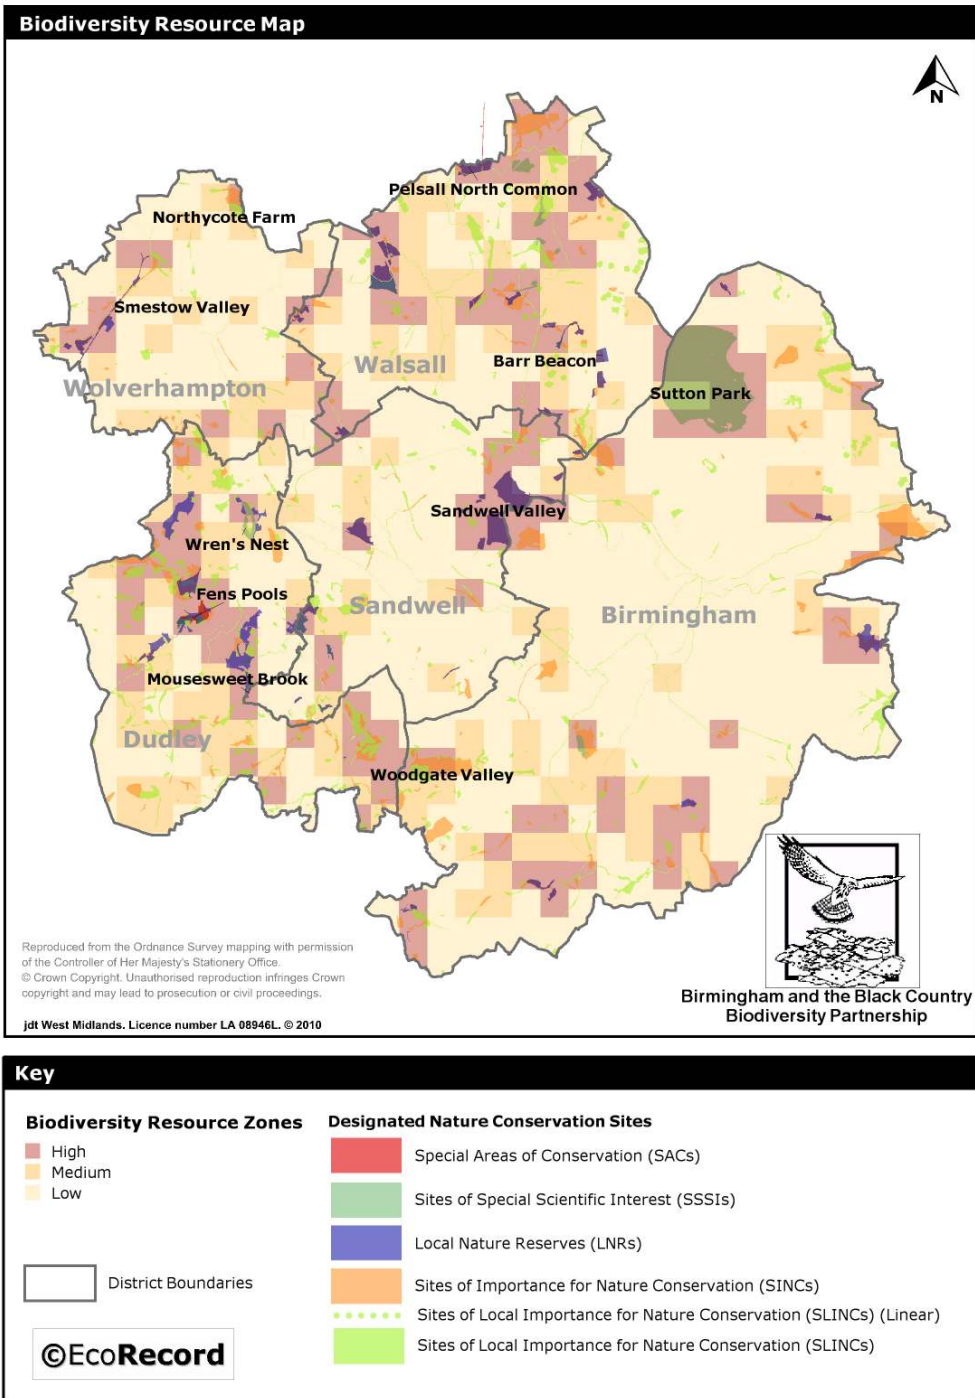 Biodiversity Resource Map
N
Pelsall North Common
Northycote Farm
Smestow Valley
Walsall
Barr Beacon
Wolverhampton
Sutton Park
Sandwell Valley
Wren's Nest
Fens Pools
Sandwell
Birmingham
Mousesweet Brook
Dudley
Woodgate Valley
Reproduced from the Ordnance Survey mapping with permission
of the Controller of Her Majesty's Stationery Office.
© Crown Copyright. Unauthorised reproduction infringes Crown
copyright and may lead to prosecution or civil proceedings.
jdt West Midlands. Licence number LA 08946L. © 2010
Birmingham and the Black Country
Biodiversity Partnership
Key
Biodiversity Resource Zones
High
Medium
Low
District Boundaries
©EcoRecord
Designated Nature Conservation Sites
Special Areas of Conservation (SACs)
Sites of Special Scientific Interest (SSSIs)
Local Nature Reserves (LNRs)
Sites of Importance for Nature Conservation (SINCs)
Sites of Local Importance for Nature Conservation (SLINCs) (Linear)
Sites of Local Importance for Nature Conservation (SLINCs)